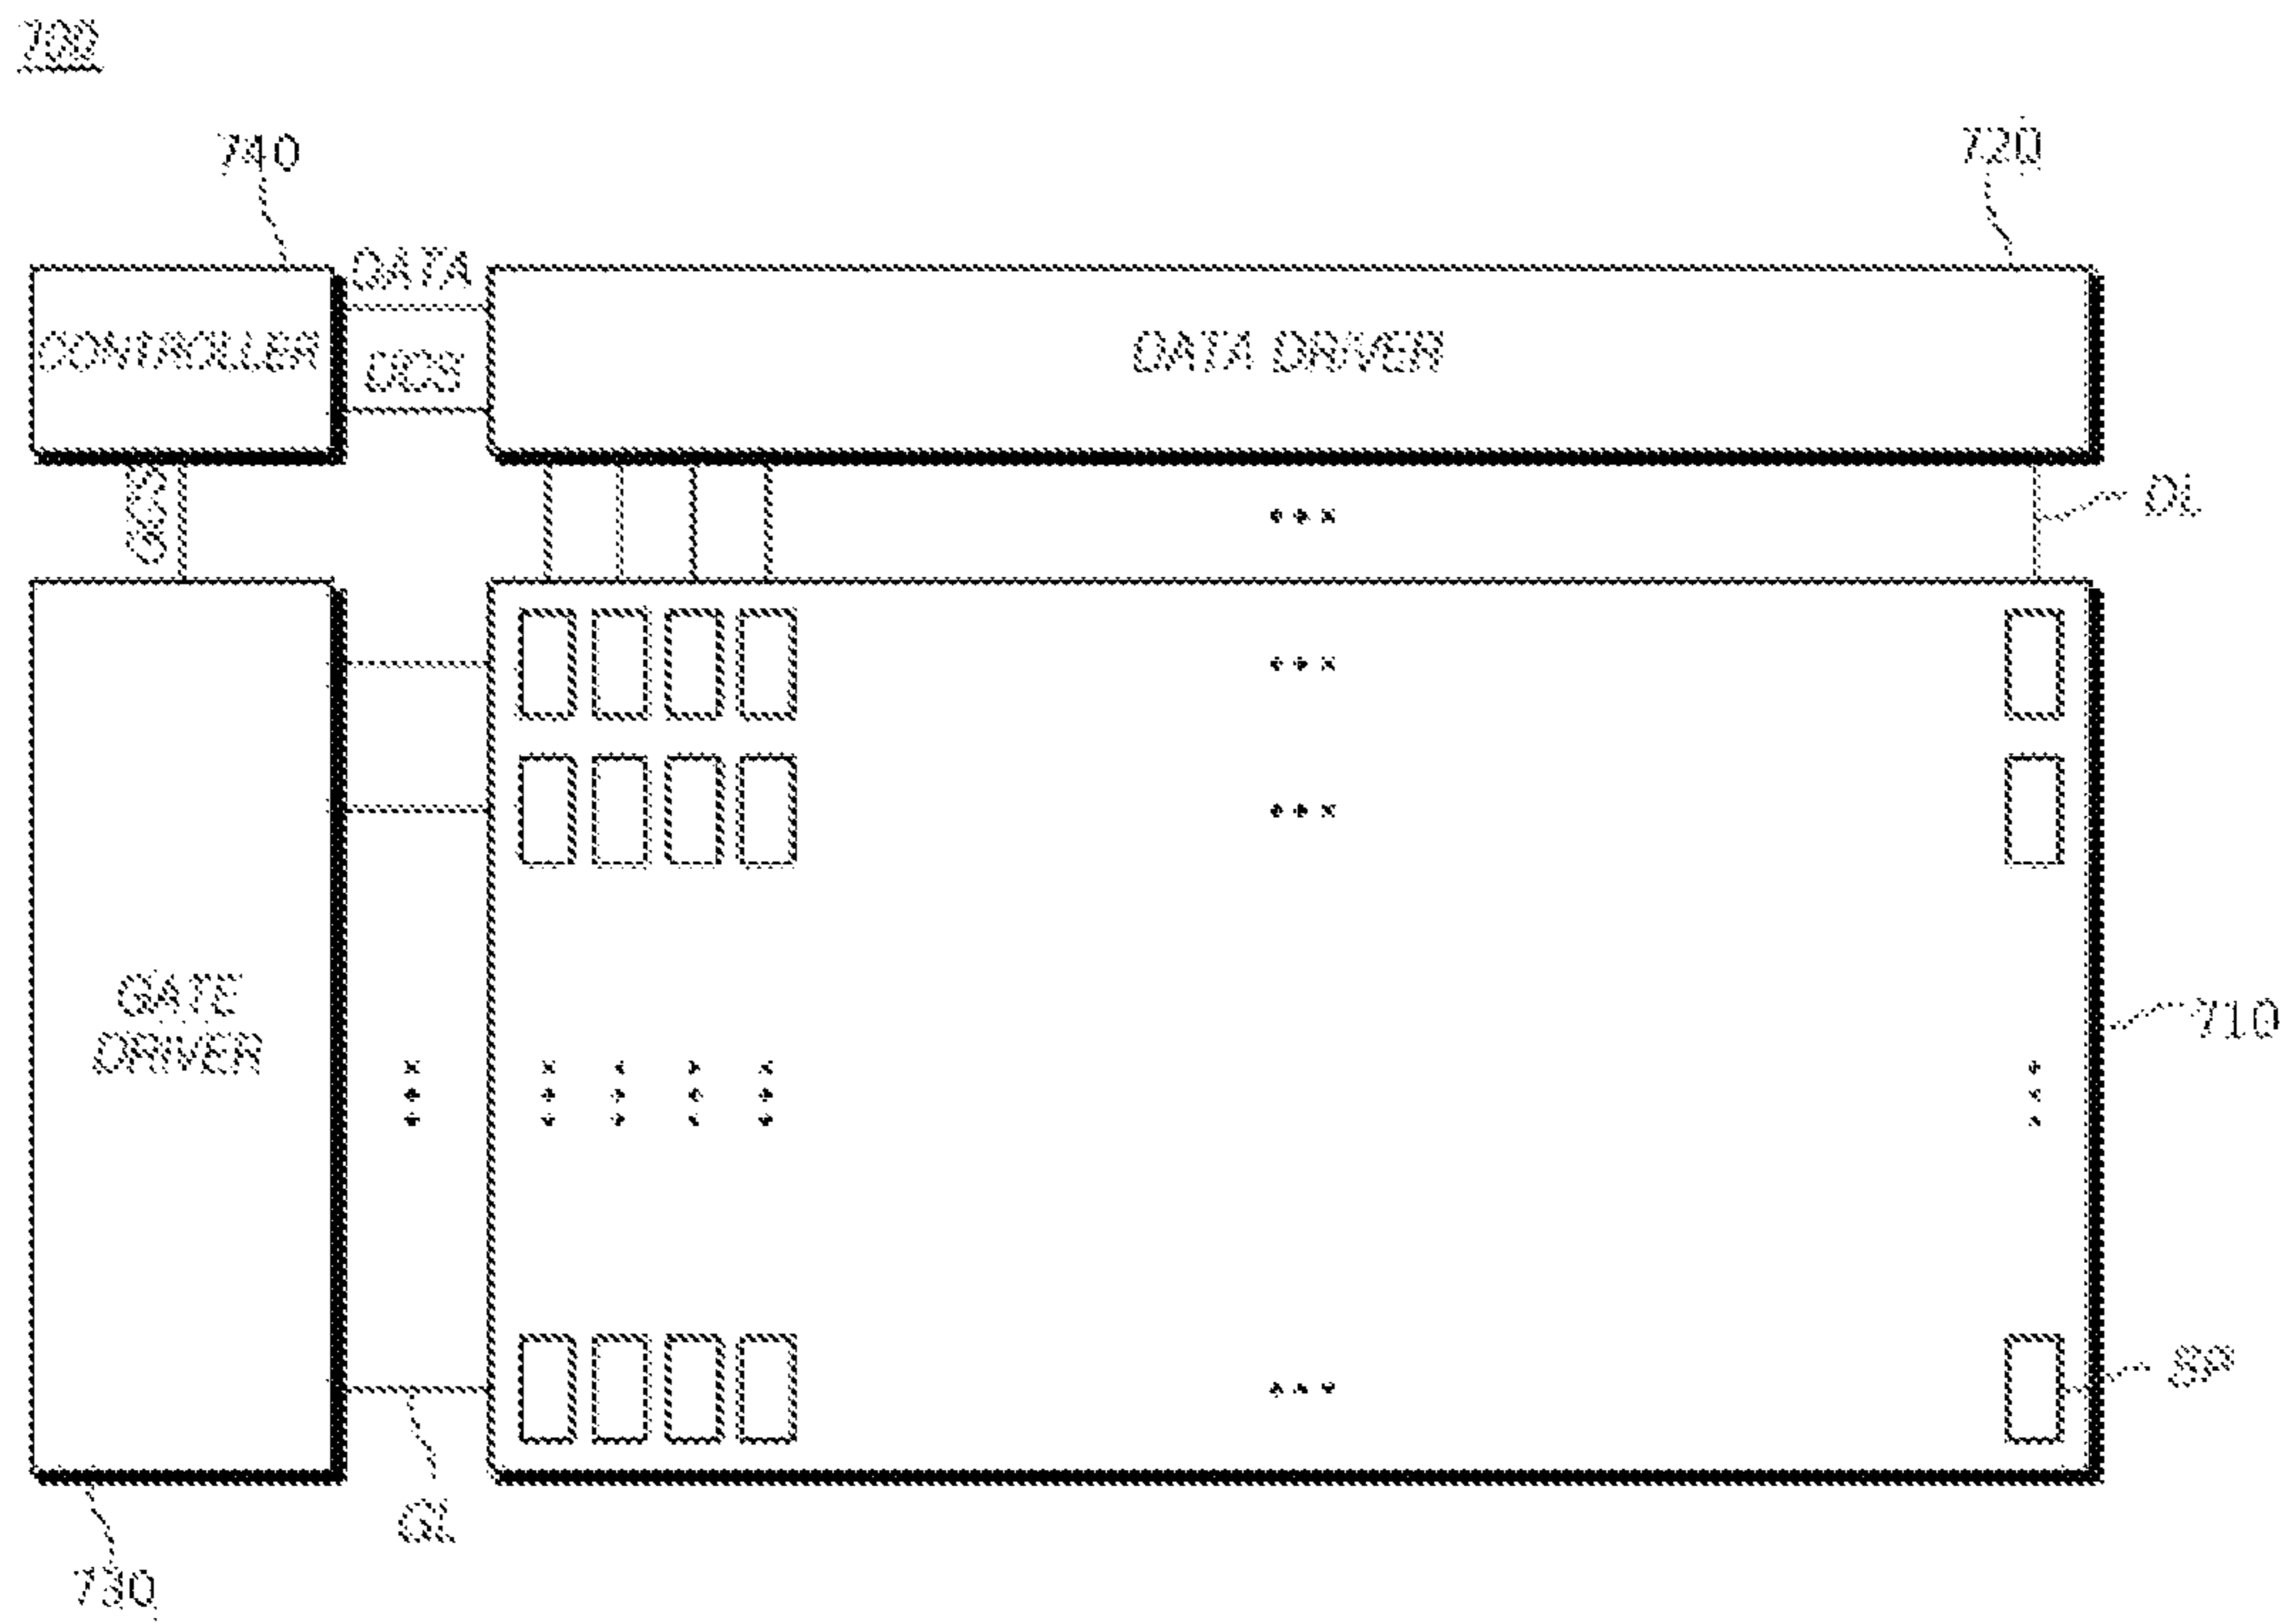 700
740
720
DATA
CONTROLLER
DCS
DATA DRIVER
GCS
DL
GATE
DRIVER
710
SP
GL
730